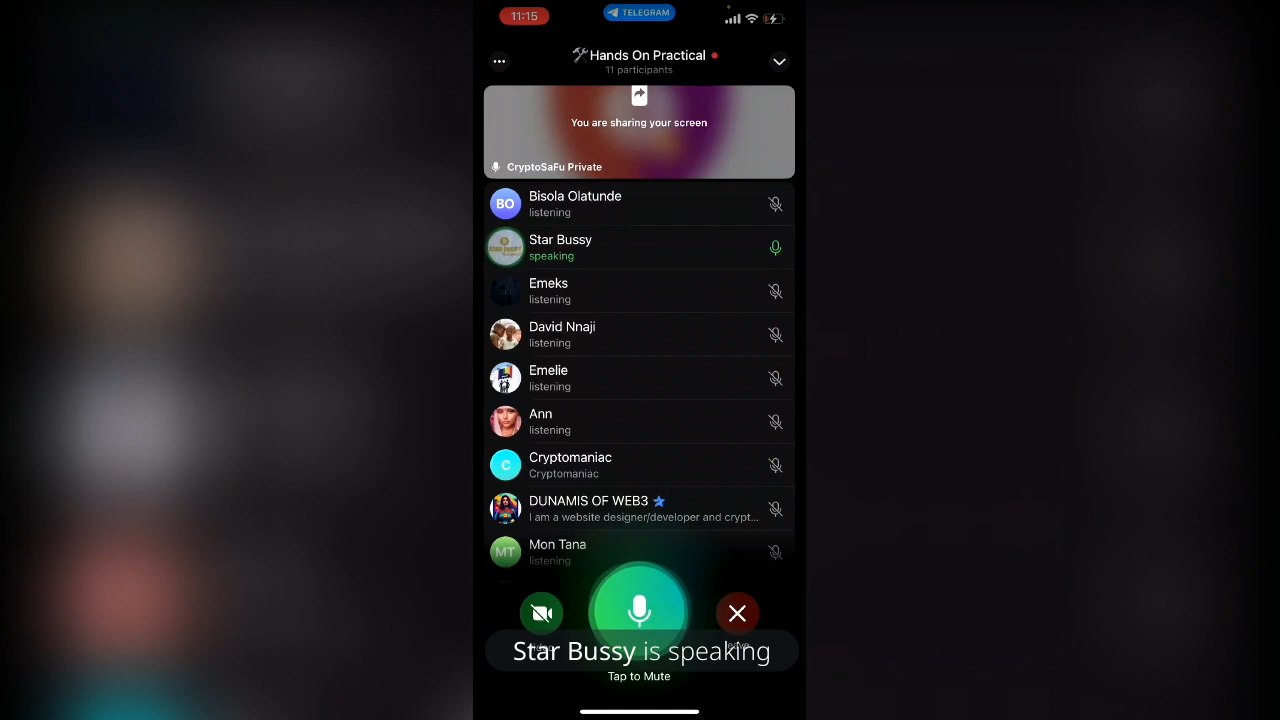 11:15
TELEGRAM
🛠Hands On Practical
11 participants
You are sharing your screen
CryptoSaFu Private
BO
Bisola Olatunde
listening
Star Bussy
speaking
Emeks
listening
David Nnaji
listening
Emelie
listening
Ann
listening
C
Cryptomaniac
Cryptomaniac
DUNAMIS OF WEB3
I am a website designer/developer and crypt...
MT
Mon Tana
listening
Star Bussy is speaking
Tap to Mute